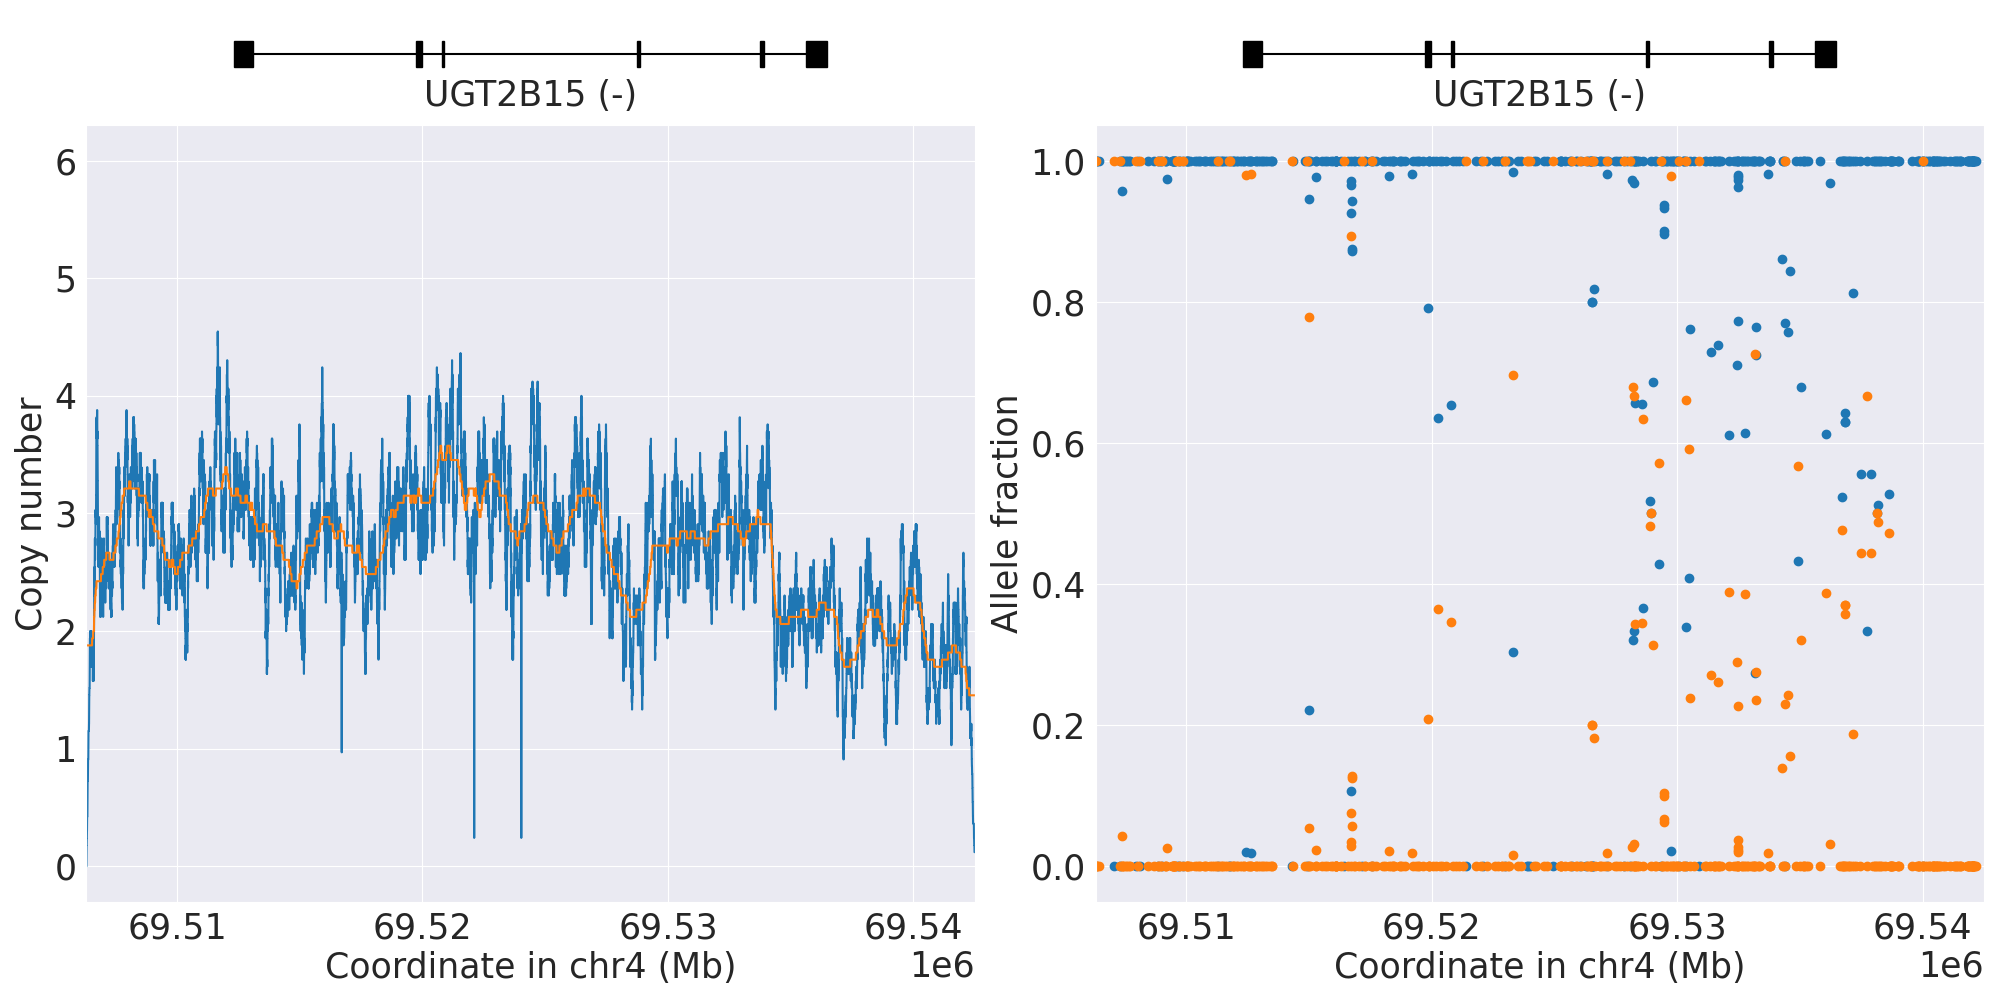 UGT2B15 (-)
6
5
4
3
2
1
0
Copy number
69.51 69.52 69.53 69.54
Coordinate in chr4 (Mb)
1e6
UGT2B15 (-)
1.0
0.8
0.6
0.4
0.2
0.0
Allele fraction
69.51 69.52 69.53 69.54
Coordinate in chr4 (Mb)
1e6